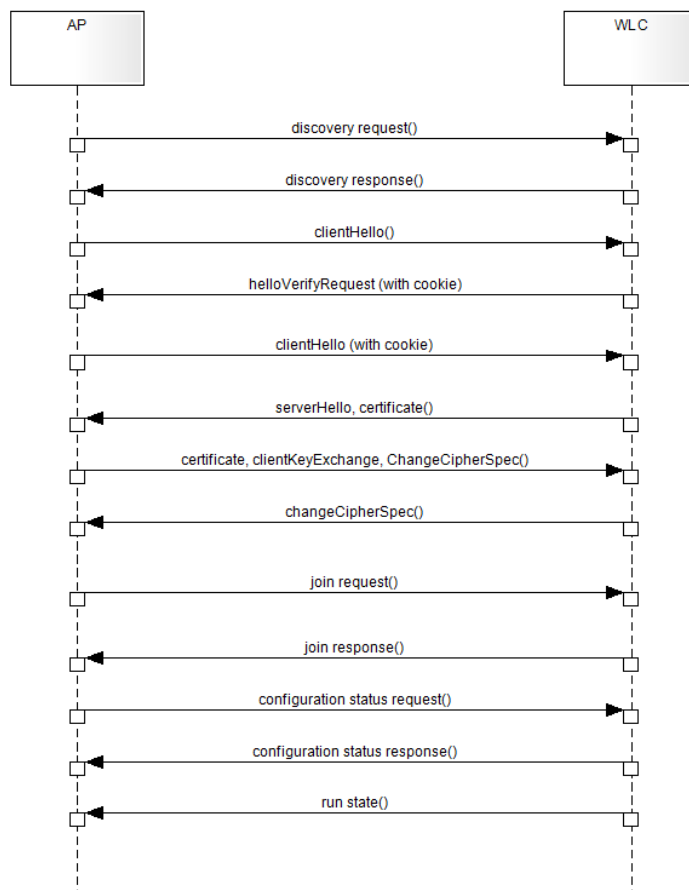 AP
WLC
discovery request()
discovery response()
clientHello()
helloVerifyRequest (with cookie)
clientHello (with cookie)
serverHello, certificate()
certificate, clientKeyExchange, ChangeCipherSpec()
changeCipherSpec()
join request()
join response()
configuration status request()
configuration status response()
run state()